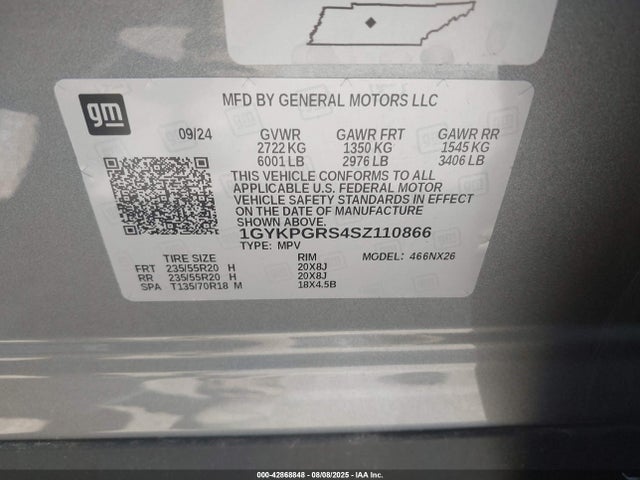 gm
MFD BY GENERAL MOTORS LLC
09/24 GVWR GAWR FRT GAWR RR
2722 KG 1350 KG 1545 KG
6001 LB 2976 LB 3406 LB
THIS VEHICLE CONFORMS TO ALL
APPLICABLE U.S. FEDERAL MOTOR
VEHICLE SAFETY STANDARDS IN EFFECT
ON THE DATE OF MANUFACTURE
SHOWN ABOVE.
1GYKPGRS4SZ110866
TYPE: MPV
TIRE SIZE RIM MODEL: 466NX26
FRT 235/55R20 H 20X8J
RR 235/55R20 H 20X8J
SPA T135/70R18 M 18X4.5B
000-42868848 - 08/08/2025 - IAA Inc.